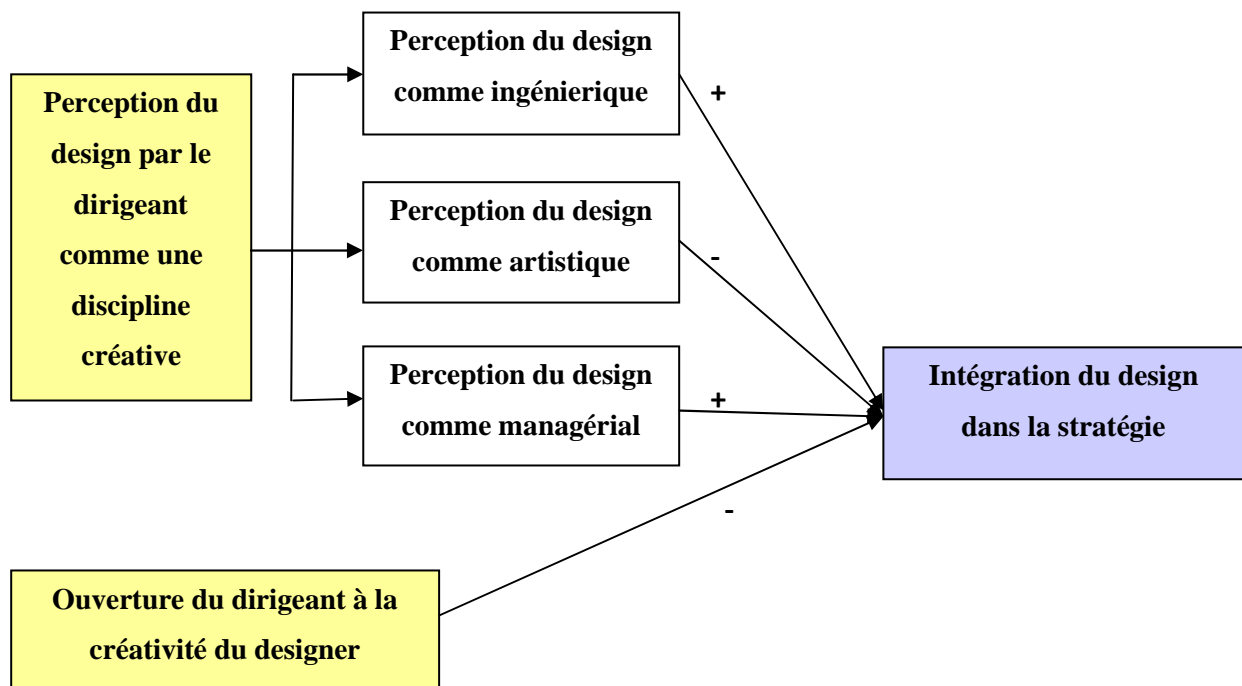 Perception du design
comme ingénierique
+
Perception du
design par le
dirigeant
comme une
discipline
créative
Perception du design
comme artistique
-
Perception du design
comme managérial
+
Intégration du design
dans la stratégie
-
Ouverture du dirigeant à la
créativité du designer